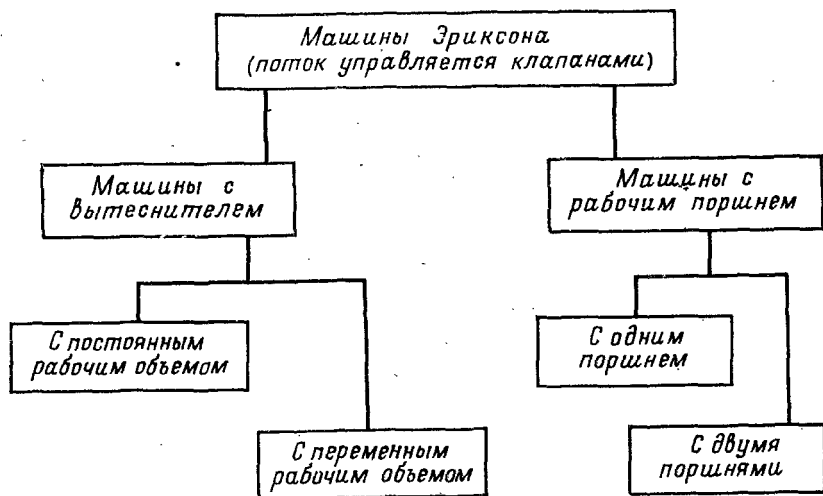 Машины Эриксона
(поток управляется клапанами)
Машины с
вытеснителем
Машины с
рабочим поршнем
С постоянным
рабочим объемом
С одним
поршнем
С переменным
рабочим объемом
С двумя
поршнями